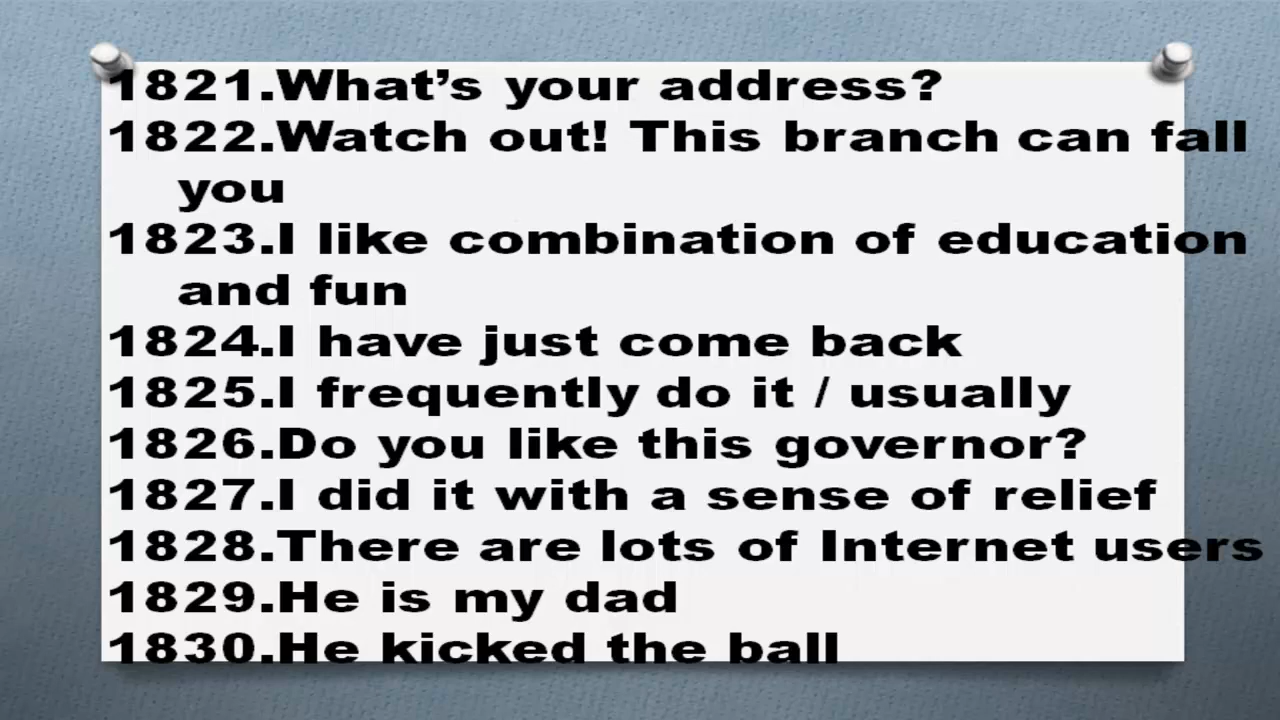 1821.What’s your address?
1822.Watch out! This branch can fall
you
1823.I like combination of education
and fun
1824.I have just come back
1825.I frequently do it / usually
1826.Do you like this governor?
1827.I did it with a sense of relief
1828.There are lots of Internet users
1829.He is my dad
1830.He kicked the ball